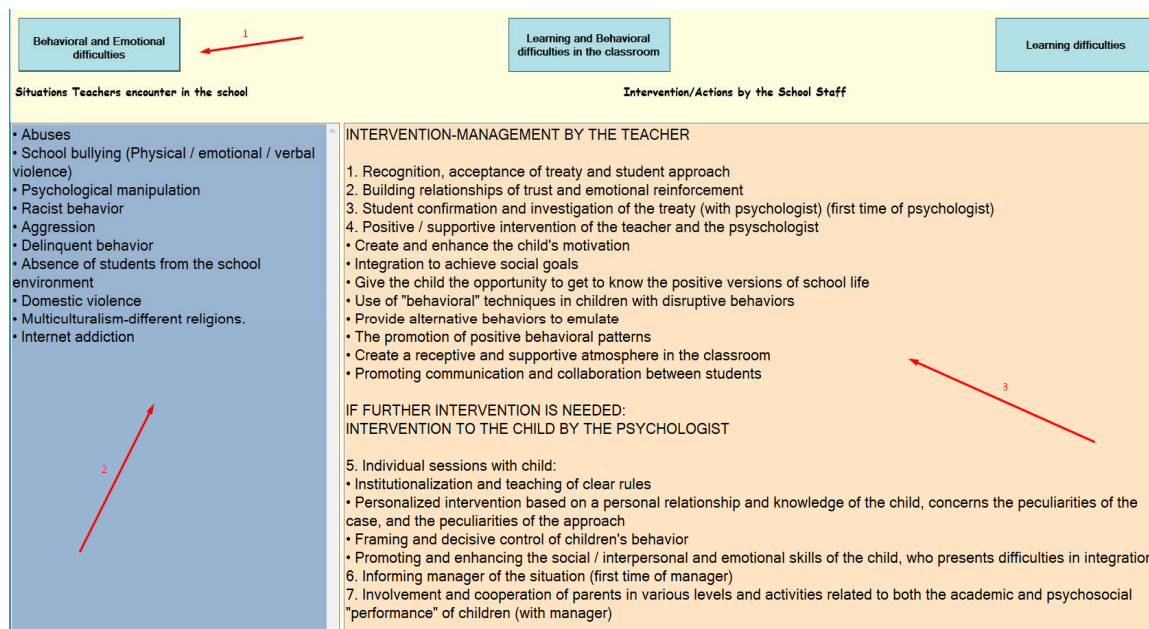 Behavioral and Emotional
difficulties
1
Learning and Behavioral
difficulties in the classroom
Learning difficulties
Situations Teachers encounter in the school
Intervention/Actions by the School Staff
• Abuses
• School bullying (Physical / emotional / verbal
violence)
• Psychological manipulation
• Racist behavior
• Aggression
• Delinquent behavior
• Absence of students from the school
environment
• Domestic violence
• Multiculturalism-different religions.
• Internet addiction
2
INTERVENTION-MANAGEMENT BY THE TEACHER
1. Recognition, acceptance of treaty and student approach
2. Building relationships of trust and emotional reinforcement
3. Student confirmation and investigation of the treaty (with psychologist) (first time of psychologist)
4. Positive / supportive intervention of the teacher and the psyschologist
• Create and enhance the child's motivation
• Integration to achieve social goals
• Give the child the opportunity to get to know the positive versions of school life
• Use of "behavioral" techniques in children with disruptive behaviors
• Provide alternative behaviors to emulate
• The promotion of positive behavioral patterns
• Create a receptive and supportive atmosphere in the classroom
• Promoting communication and collaboration between students
3
IF FURTHER INTERVENTION IS NEEDED:
INTERVENTION TO THE CHILD BY THE PSYCHOLOGIST
5. Individual sessions with child:
• Institutionalization and teaching of clear rules
• Personalized intervention based on a personal relationship and knowledge of the child, concerns the peculiarities of the
case, and the peculiarities of the approach
• Framing and decisive control of children's behavior
• Promoting and enhancing the social / interpersonal and emotional skills of the child, who presents difficulties in integration
6. Informing manager of the situation (first time of manager)
7. Involvement and cooperation of parents in various levels and activities related to both the academic and psychosocial
"performance" of children (with manager)